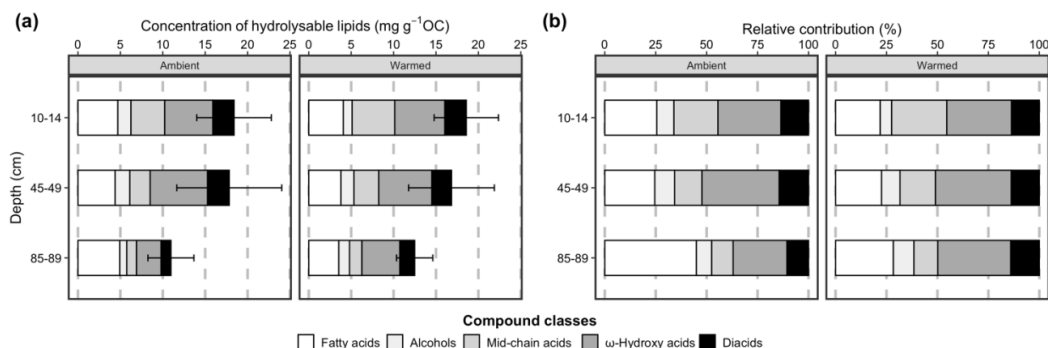 (a) Concentration of hydrolysable lipids (mg g⁻¹OC)
0 5 10 15 20 25 0 5 10 15 20 25
Ambient Warmed
10-14
45-49
85-89
Depth (cm)
(b) Relative contribution (%)
0 25 50 75 100 0 25 50 75 100
Ambient Warmed
10-14
45-49
85-89
Compound classes
Fatty acids Alcohols Mid-chain acids ω-Hydroxy acids Diacids